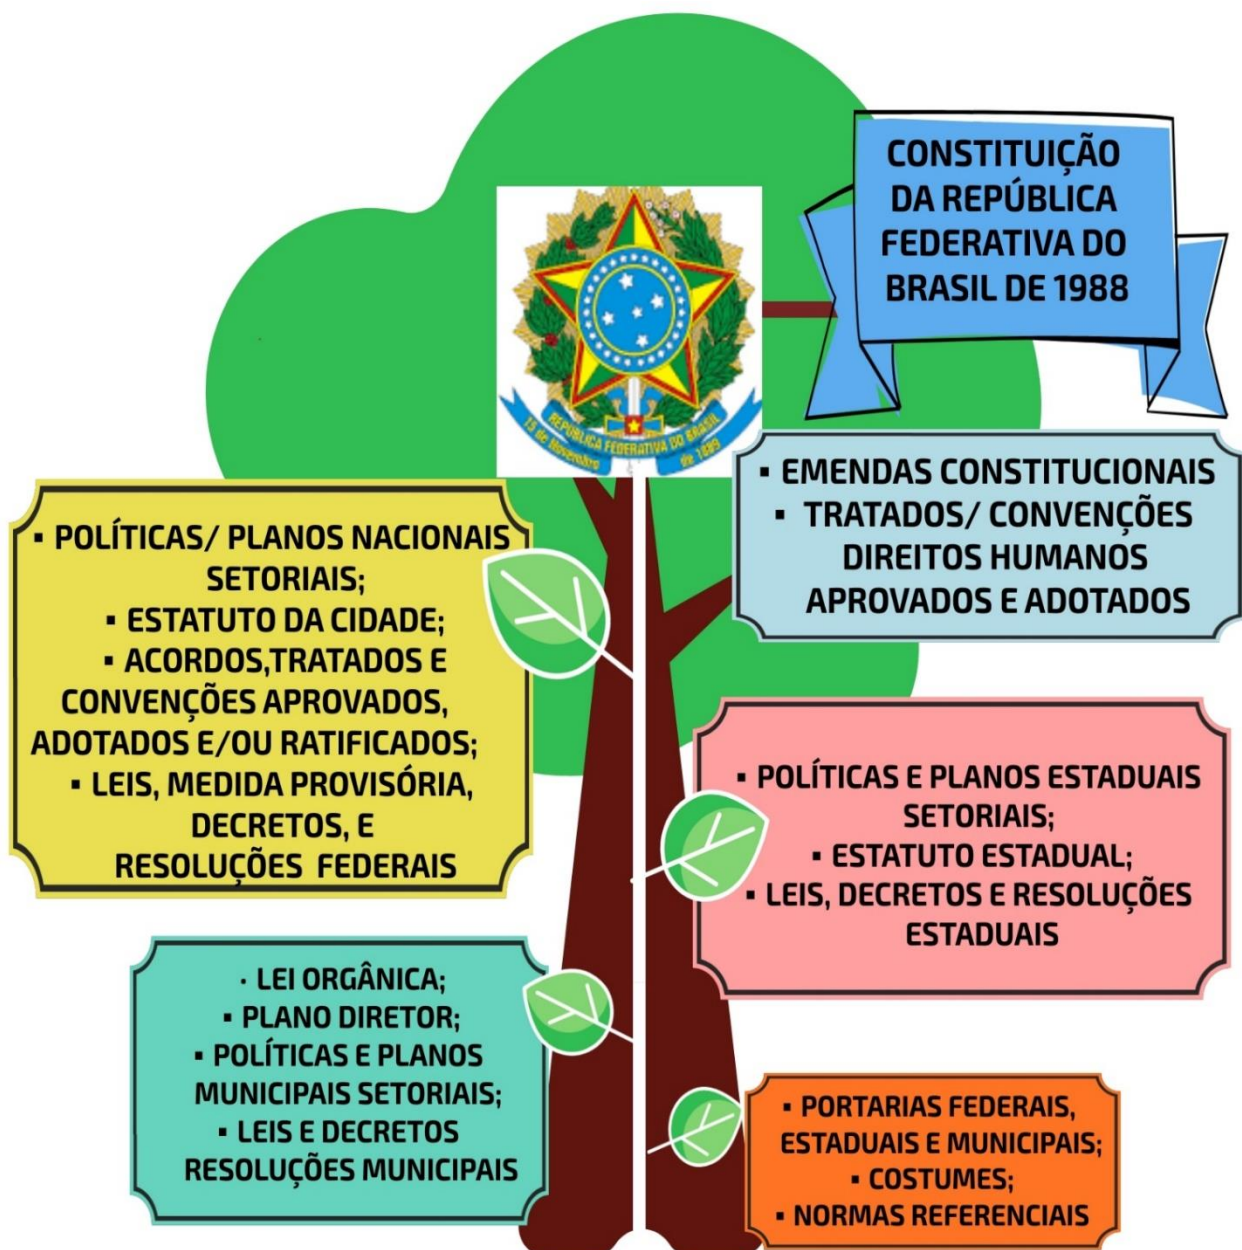 CONSTITUIÇÃO
DA REPÚBLICA
FEDERATIVA DO
BRASIL DE 1988
REPÚBLICA FEDERATIVA DO BRASIL
15 de Novembro
de 1889
▪ EMENDAS CONSTITUCIONAIS
▪ TRATADOS/ CONVENÇÕES
DIREITOS HUMANOS
APROVADOS E ADOTADOS
▪ POLÍTICAS/ PLANOS NACIONAIS
SETORIAIS;
▪ ESTATUTO DA CIDADE;
▪ ACORDOS,TRATADOS E
CONVENÇÕES APROVADOS,
ADOTADOS E/OU RATIFICADOS;
▪ LEIS, MEDIDA PROVISÓRIA,
DECRETOS, E
RESOLUÇÕES FEDERAIS
▪ POLÍTICAS E PLANOS ESTADUAIS
SETORIAIS;
▪ ESTATUTO ESTADUAL;
▪ LEIS, DECRETOS E RESOLUÇÕES
ESTADUAIS
· LEI ORGÂNICA;
▪ PLANO DIRETOR;
▪ POLÍTICAS E PLANOS
MUNICIPAIS SETORIAIS;
▪ LEIS E DECRETOS
RESOLUÇÕES MUNICIPAIS
▪ PORTARIAS FEDERAIS,
ESTADUAIS E MUNICIPAIS;
▪ COSTUMES;
▪ NORMAS REFERENCIAIS